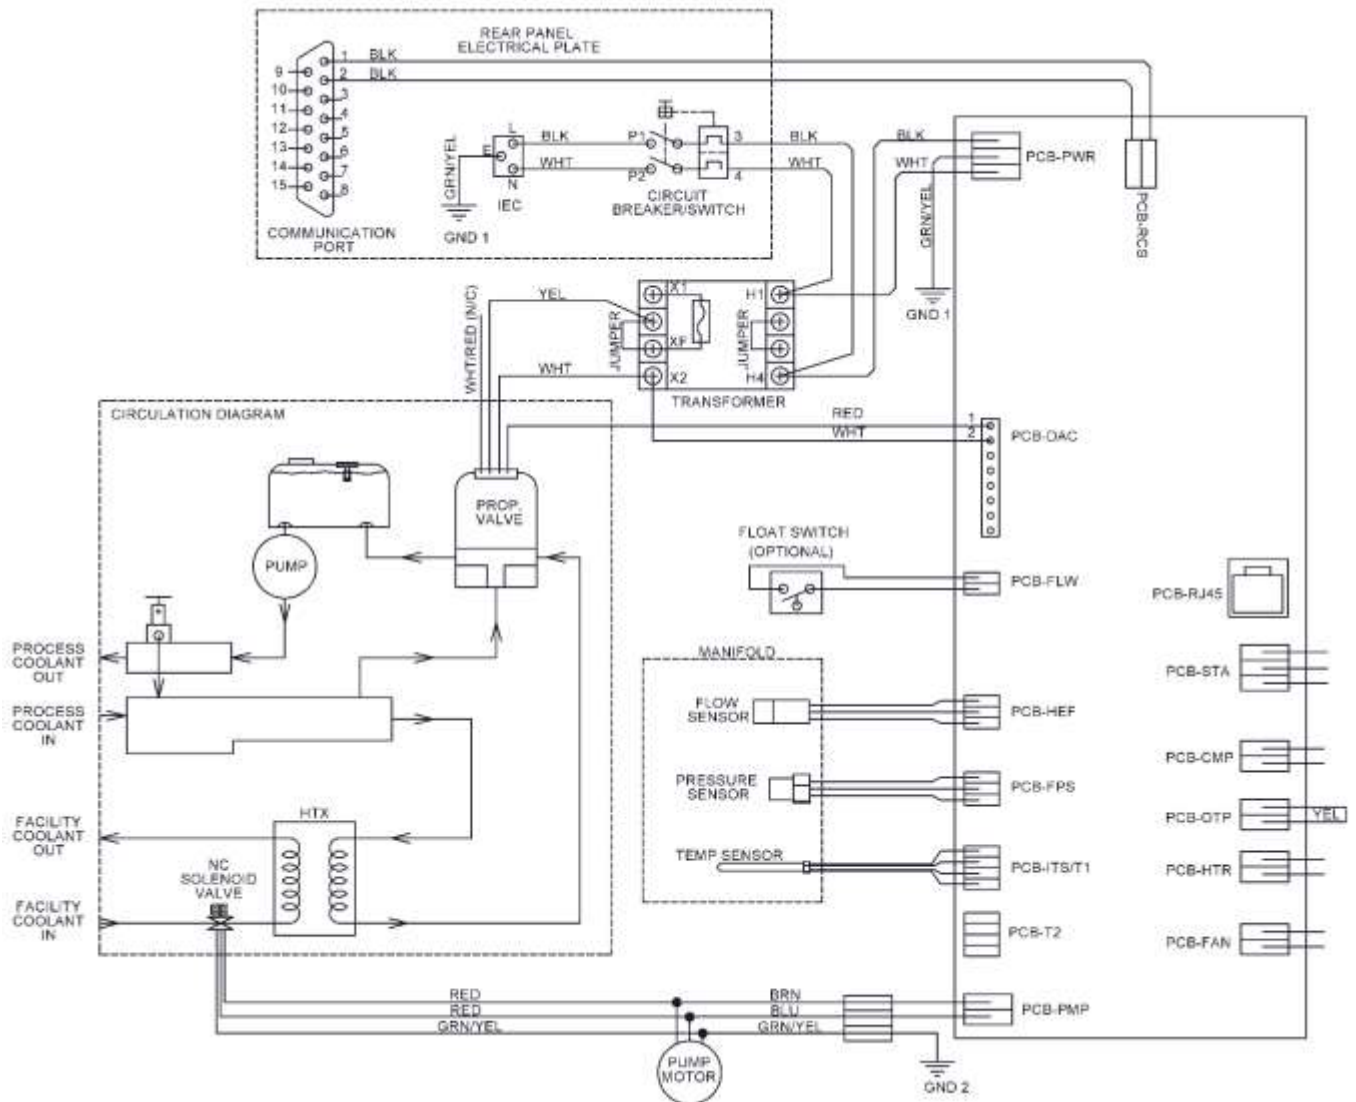 REAR PANEL
ELECTRICAL PLATE
1
BLK
9
2
BLK
10
3
11
4
12
5
13
6
14
7
15
8
COMMUNICATION
PORT
GRN/YEL
L
E
N
IEC
GND 1
BLK
WHT
P1
P2
3
4
CIRCUIT
BREAKER/SWITCH
BLK
WHT
BLK
WHT
GRN/YEL
GND 1
PCB-PWR
PCB-RCS
WHT/RED (N/C)
YEL
WHT
JUMPER
X1
XF
X2
H1
JUMPER
H4
TRANSFORMER
RED
WHT
1
2
PCB-DAC
CIRCULATION DIAGRAM
PROP.
VALVE
PUMP
FLOAT SWITCH
(OPTIONAL)
PCB-FLW
PCB-RJ45
PROCESS
COOLANT
OUT
PROCESS
COOLANT
IN
MANIFOLD
FLOW
SENSOR
PCB-HEF
PCB-STA
PRESSURE
SENSOR
PCB-FPS
PCB-CMP
PCB-OTP
YEL
HTX
FACILITY
COOLANT
OUT
NC
SOLENOID
VALVE
FACILITY
COOLANT
IN
TEMP SENSOR
PCB-ITS/T1
PCB-HTR
PCB-T2
PCB-FAN
RED
BRN
RED
BLU
GRN/YEL
GRN/YEL
PCB-PMP
PUMP
MOTOR
GND 2